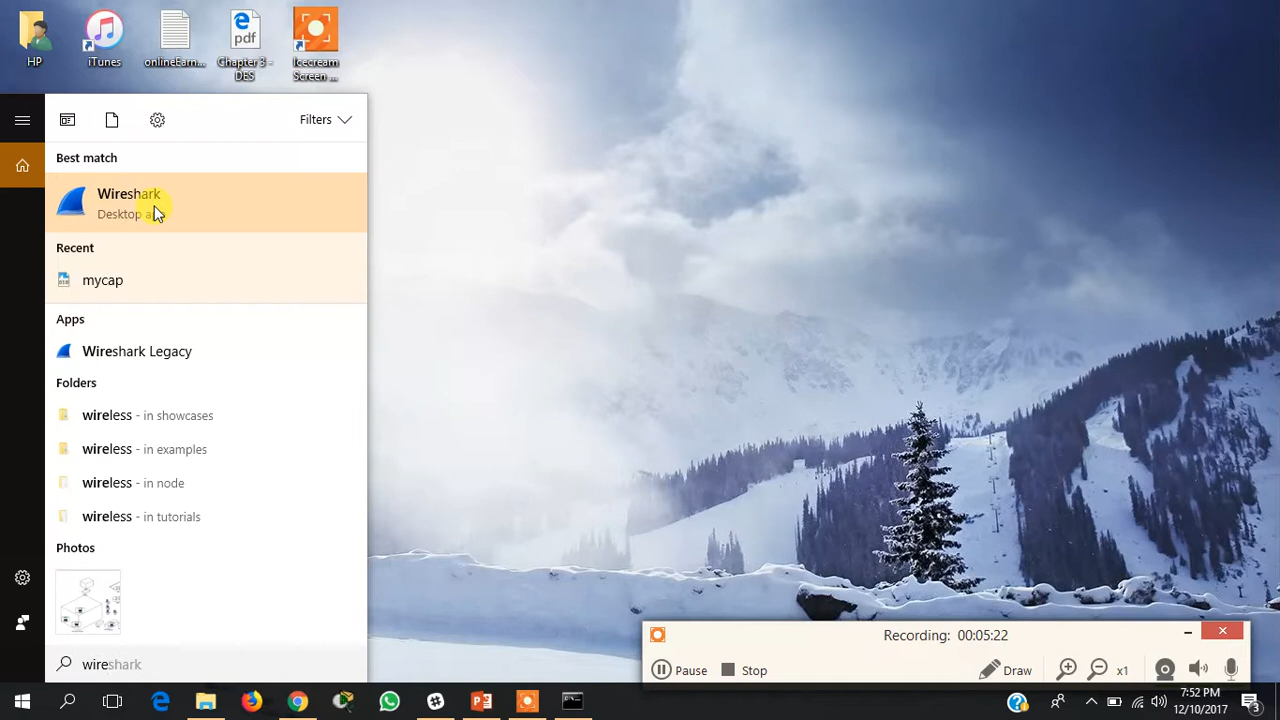 HP
iTunes
onlineEarn...
Chapter 3 -
DES
pdf
Icecream
Screen ...
Filters
Best match
Wireshark
Desktop
Recent
mycap
Apps
Wireshark Legacy
Folders
wireless - in showcases
wireless - in examples
wireless - in node
wireless - in tutorials
Photos
wireshark
Recording: 00:05:22
Pause
Stop
Draw
x1
7:52 PM
12/10/2017
3